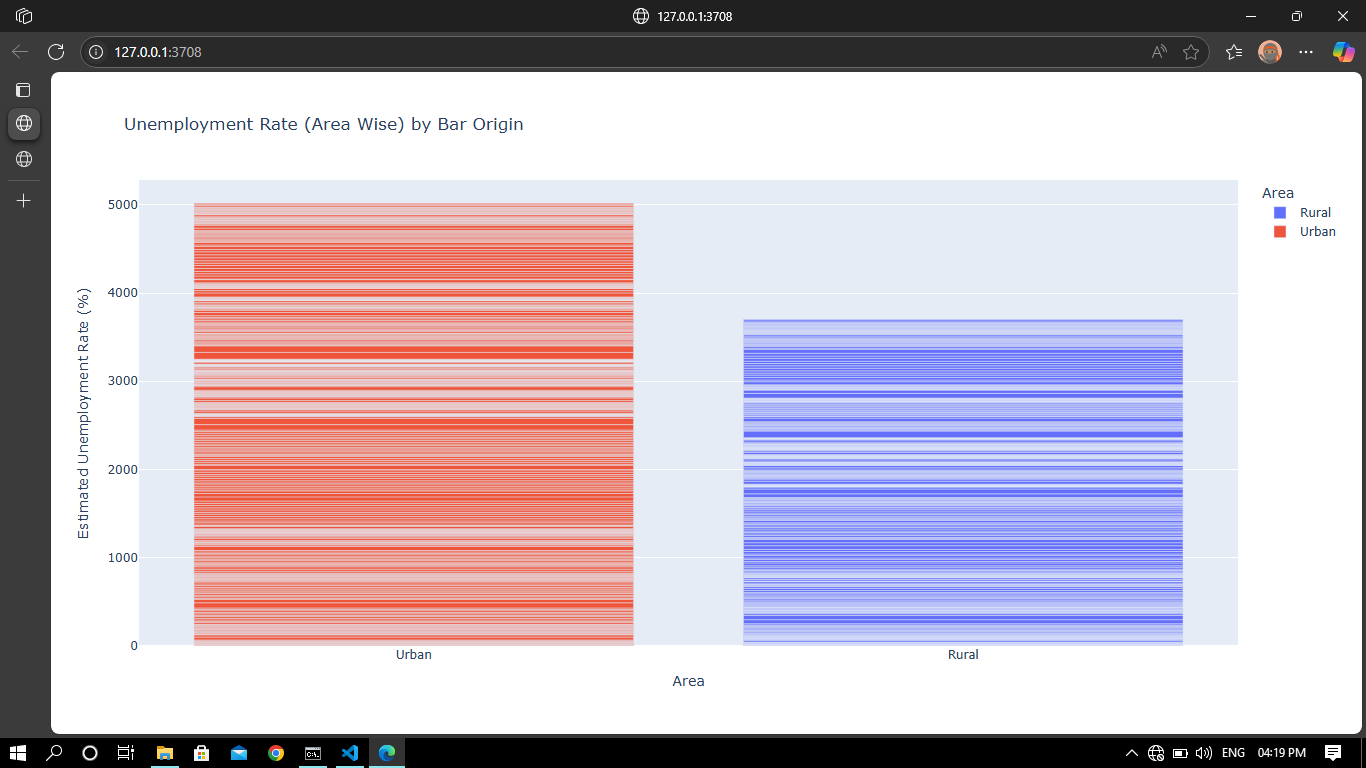 127.0.0.1:3708
127.0.0.1:3708
Unemployment Rate (Area Wise) by Bar Origin
Area
Rural
Urban
Estimated Unemployment Rate (%)
5000
4000
3000
2000
1000
0
Urban
Rural
Area
ENG
04:19 PM